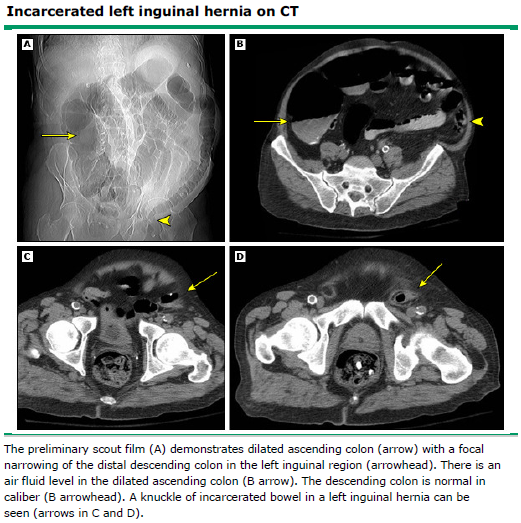 Incarcerated left inguinal hernia on CT
A
B
C
D
The preliminary scout film (A) demonstrates dilated ascending colon (arrow) with a focal
narrowing of the distal descending colon in the left inguinal region (arrowhead). There is an
air fluid level in the dilated ascending colon (B arrow). The descending colon is normal in
caliber (B arrowhead). A knuckle of incarcerated bowel in a left inguinal hernia can be
seen (arrows in C and D).